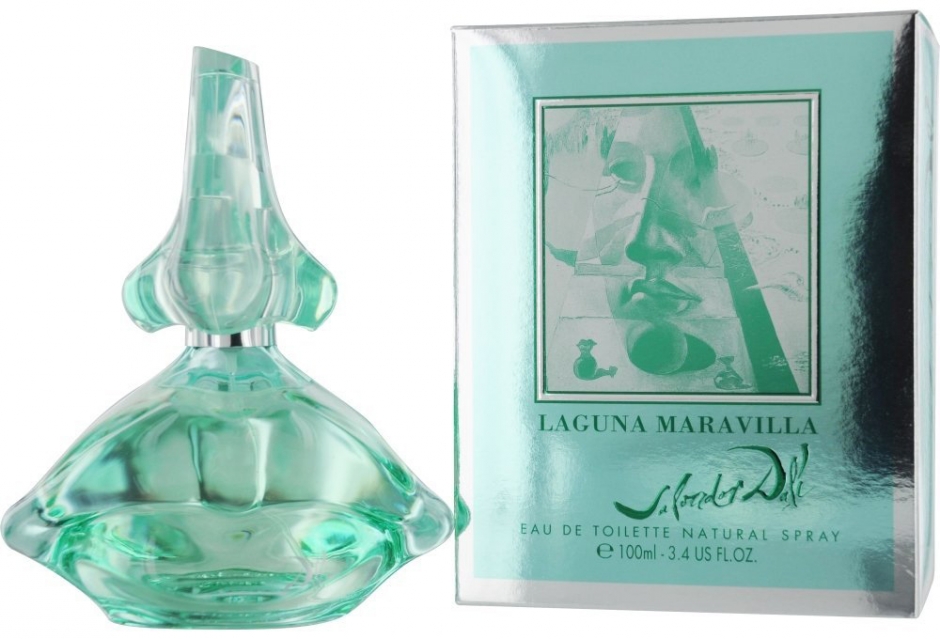 LAGUNA MARAVILLA
Salvador Dalí
EAU DE TOILETTE NATURAL SPRAY
℮ 100ml - 3.4 US FL.OZ.